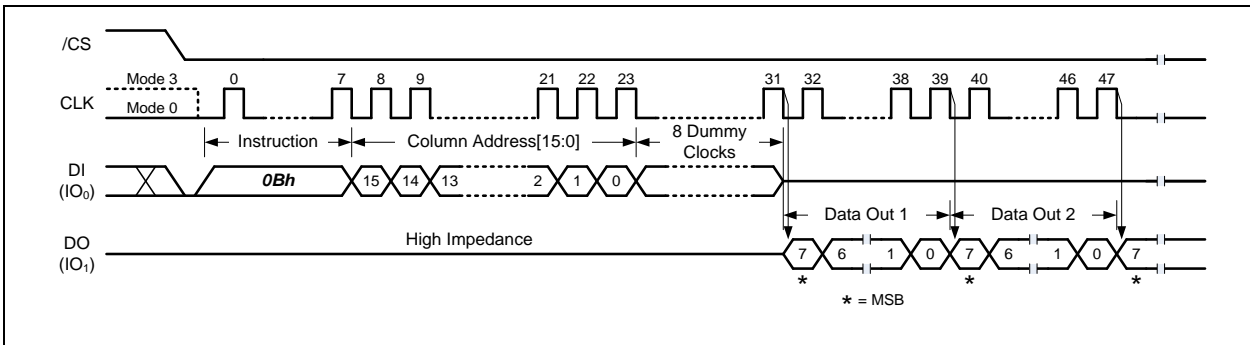 /CS
Mode 3 0 7 8 9 21 22 23 31 32 38 39 40 46 47
CLK
Mode 0
Instruction Column Address[15:0] 8 Dummy
Clocks
DI
(IO₀)
0Bh 15 14 13 2 1 0
Data Out 1 Data Out 2
High Impedance
DO
(IO₁)
7 6 1 0 7 6 1 0 7
* * *
* = MSB